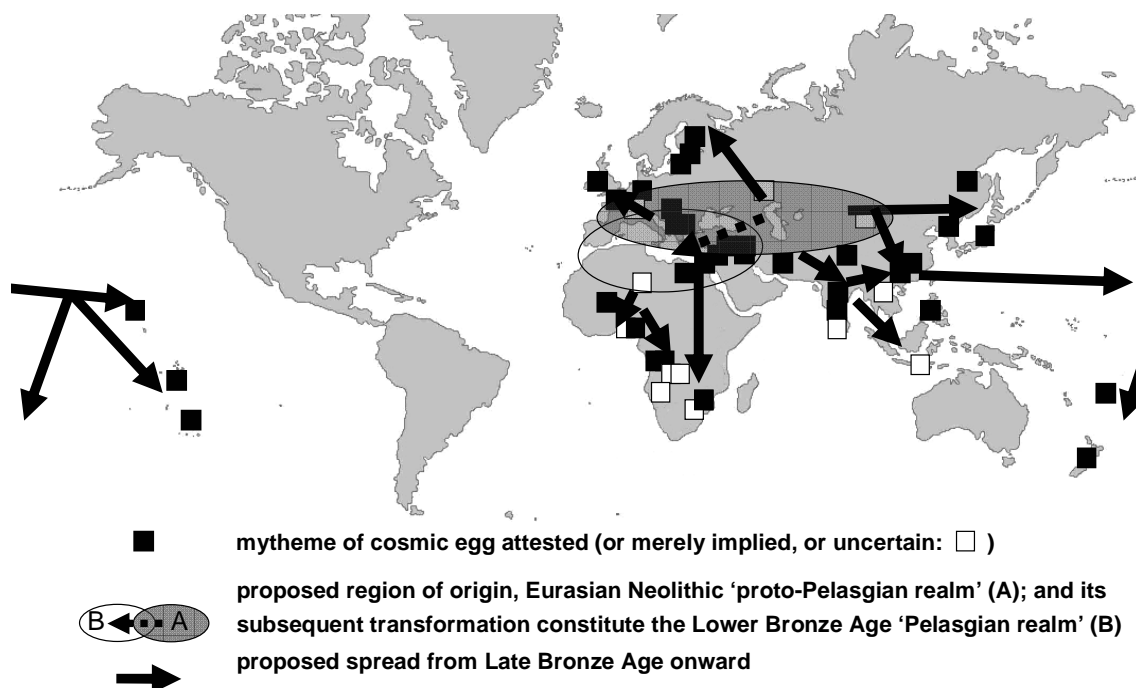 mytheme of cosmic egg attested (or merely implied, or uncertain: )
proposed region of origin, Eurasian Neolithic ‘proto-Pelasgian realm’ (A); and its
B A
subsequent transformation constitute the Lower Bronze Age ‘Pelasgian realm’ (B)
proposed spread from Late Bronze Age onward